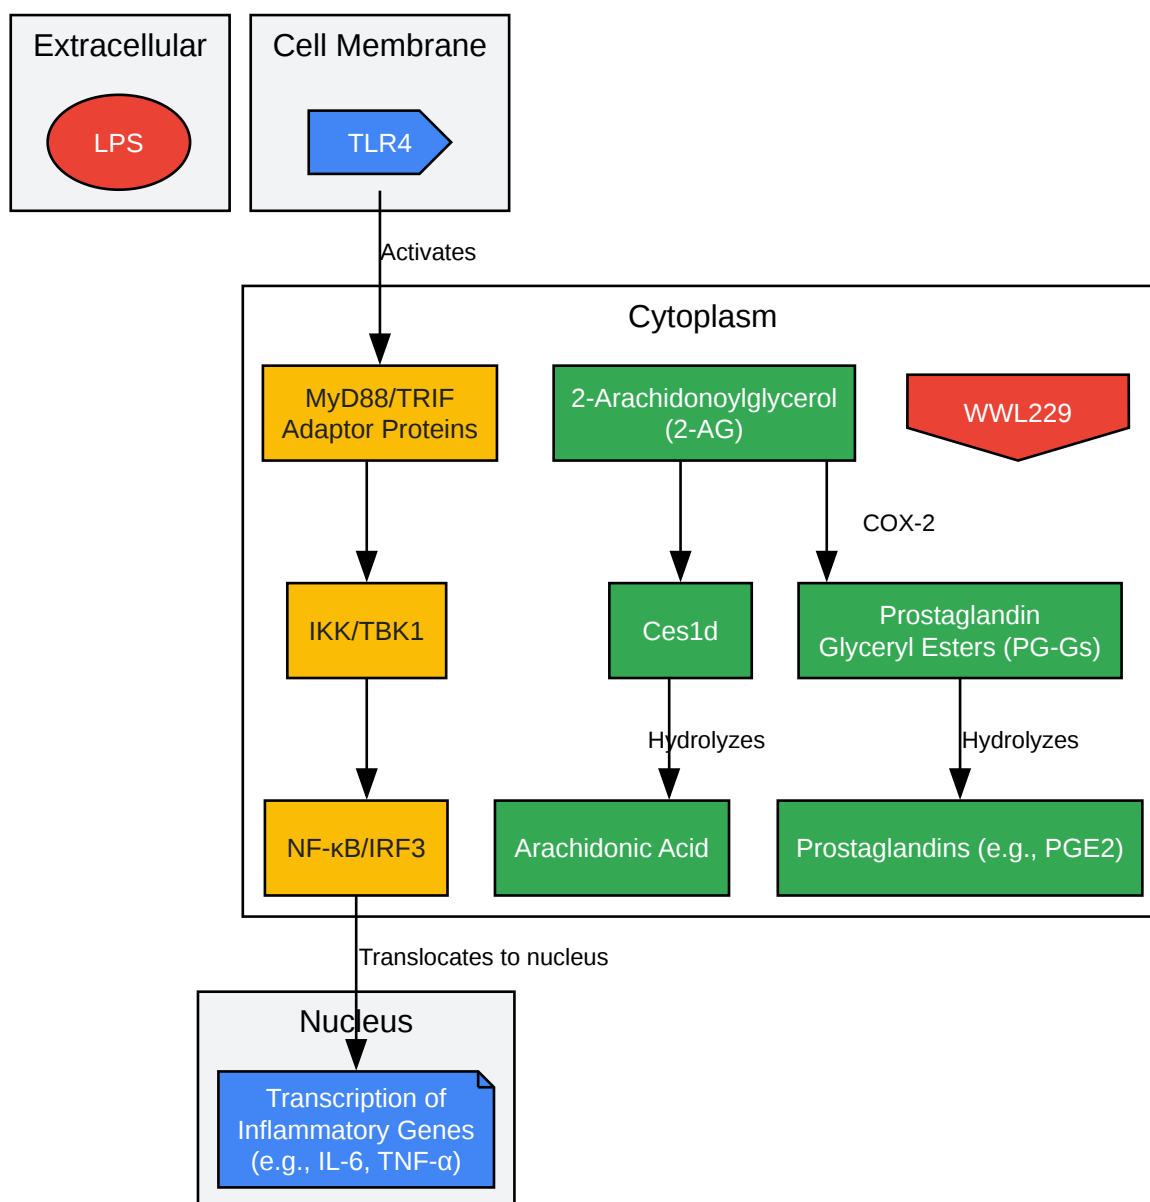 Extracellular
LPS
Cell Membrane
TLR4
Activates
Cytoplasm
MyD88/TRIF
Adaptor Proteins
2-Arachidonoylglycerol
(2-AG)
WWL229
COX-2
IKK/TBK1
Ces1d
Prostaglandin
Glyceryl Esters (PG-Gs)
Hydrolyzes
Hydrolyzes
NF-κB/IRF3
Arachidonic Acid
Prostaglandins (e.g., PGE2)
Translocates to nucleus
Nucleus
Transcription of
Inflammatory Genes
(e.g., IL-6, TNF-α)